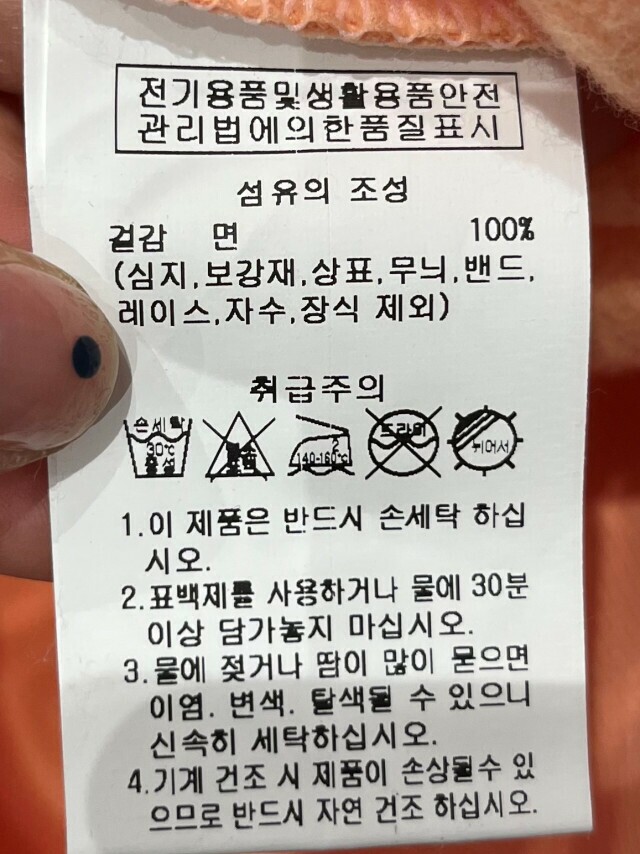 전기용품및생활용품안전
관리법에의한품질표시
섬유의 조성
겉감 면 100%
(심지,보강재,상표,무늬,밴드,
레이스,자수,장식 제외)
취급주의
손세탁 30℃ 중성
2 140-160℃
드라이
뉘어서
1.이 제품은 반드시 손세탁 하십
시오.
2.표백제를 사용하거나 물에 30분
이상 담가놓지 마십시오.
3.물에 젖거나 땀이 많이 묻으면
이염. 변색. 탈색될 수 있으니
신속히 세탁하십시오.
4.기계 건조 시 제품이 손상될수 있
으므로 반드시 자연 건조 하십시오.